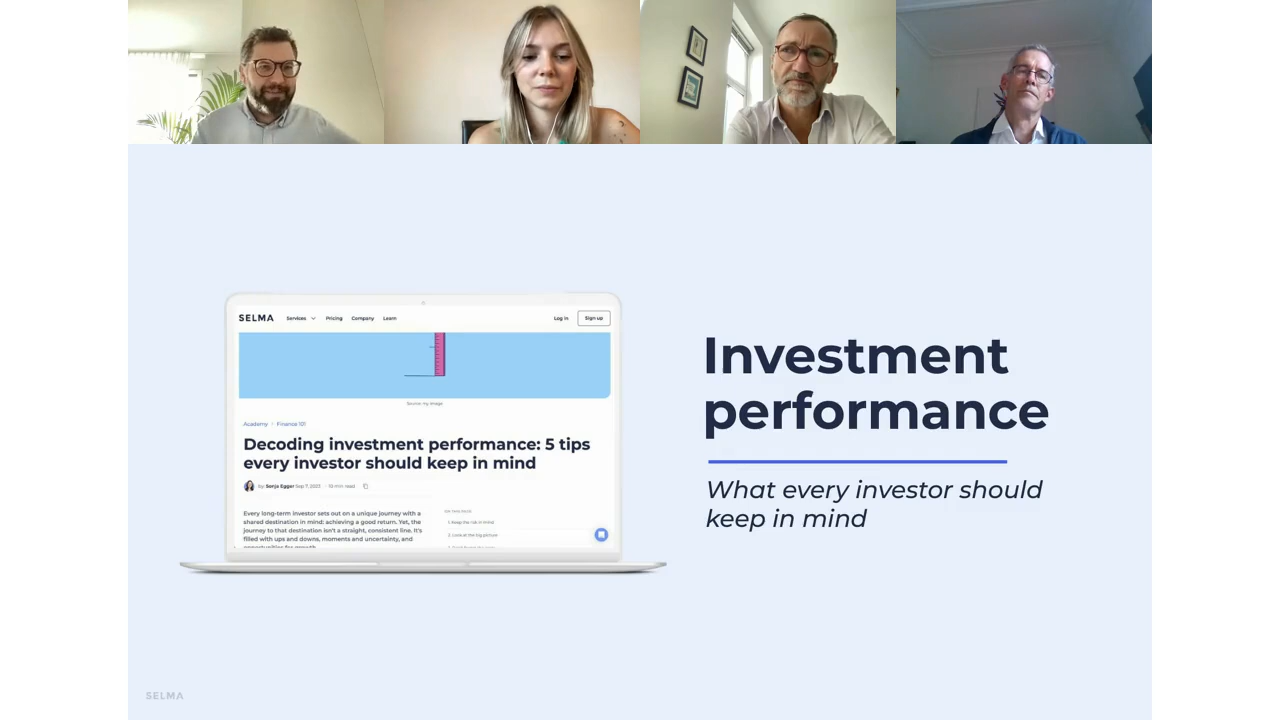 SELMA Services Pricing Company Learn Log in Sign up
Academy > Finance 101
Decoding investment performance: 5 tips
every investor should keep in mind
by Sonja Egger Sep 7, 2023 · 10 min read
Every long-term investor sets out on a unique journey with a
shared destination in mind: achieving a good return. Yet, the
journey to that destination isn't a straight, consistent line. It's
filled with ups and downs, moments and uncertainty, and
opportunities for growth
1. Keep the risk in mind
2. Look at the big picture
Investment
performance
What every investor should
keep in mind
SELMA